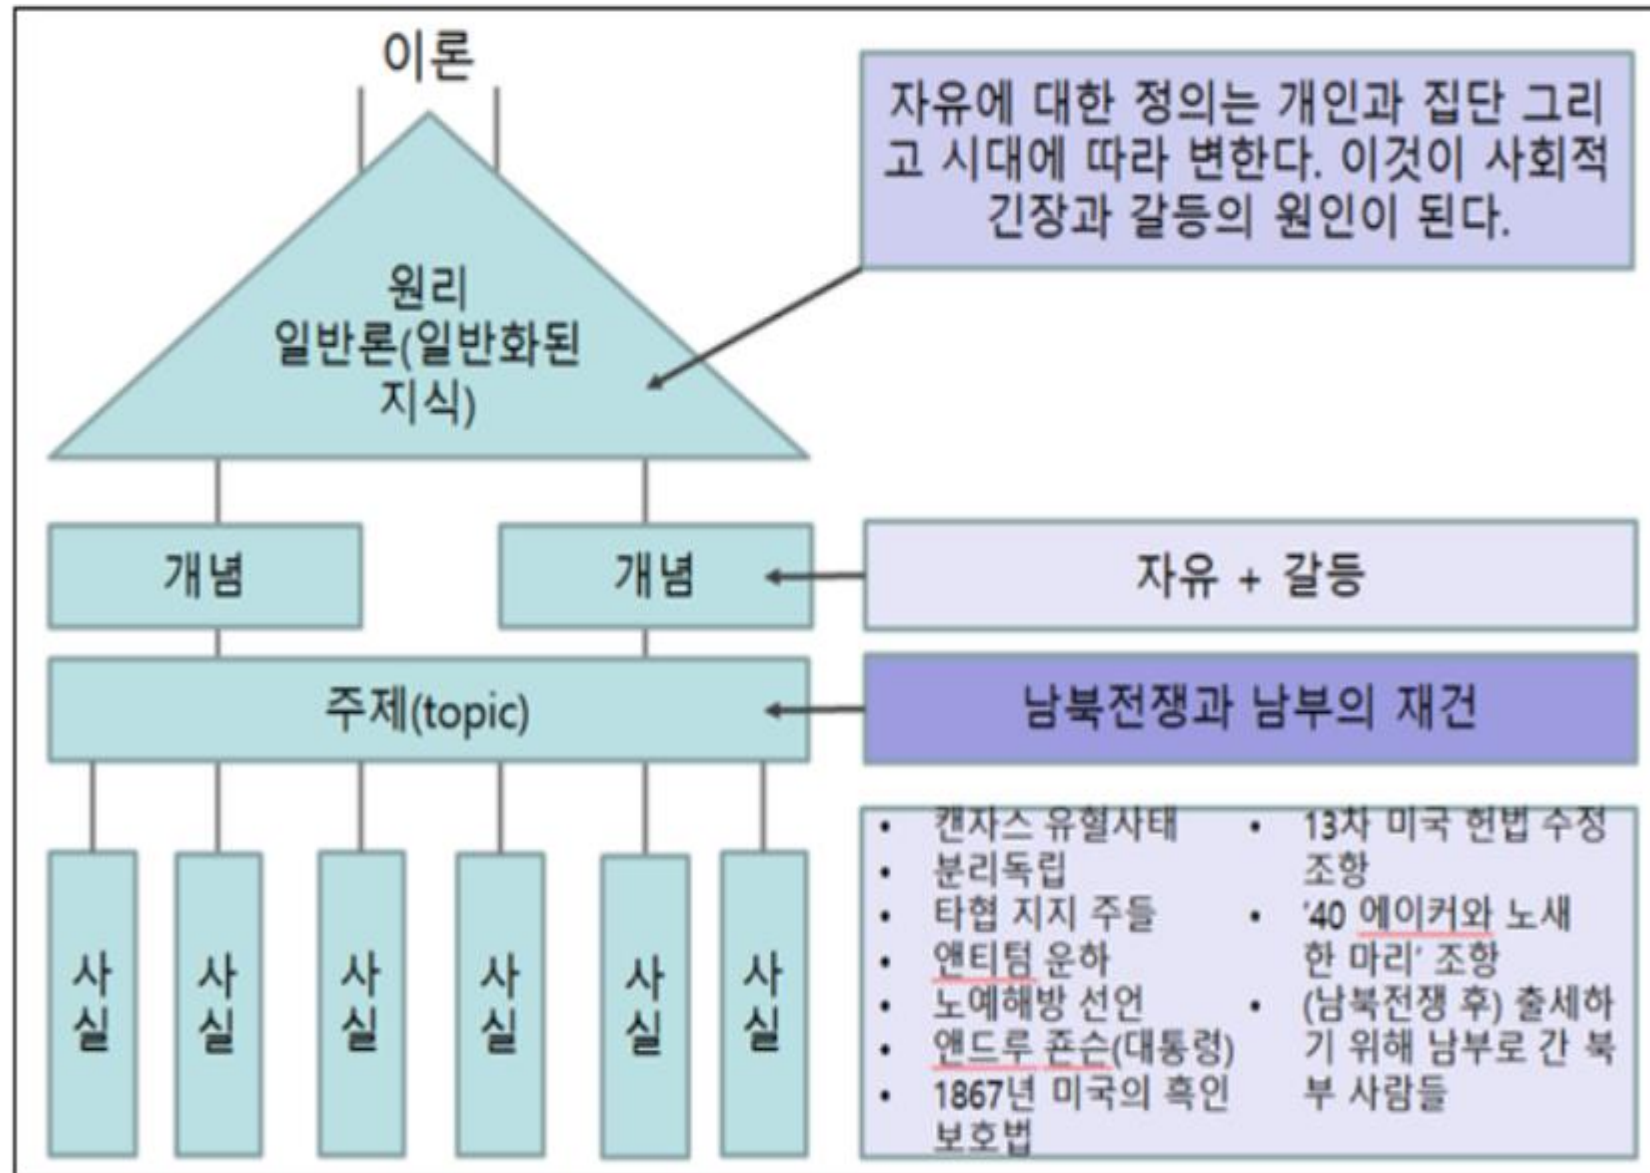 이론
자유에 대한 정의는 개인과 집단 그리
고 시대에 따라 변한다. 이것이 사회적
긴장과 갈등의 원인이 된다.
원리
일반론(일반화된
지식)
개념
개념
자유 + 갈등
주제(topic)
남북전쟁과 남부의 재건
사실
사실
사실
사실
사실
사실
• 캔자스 유혈사태
• 분리독립
• 타협 지지 주들
• 앤티텀 운하
• 노예해방 선언
• 앤드루 죤슨(대통령)
• 1867년 미국의 흑인
보호법
• 13차 미국 헌법 수정
조항
• '40 에이커와 노새
한 마리' 조항
• (남북전쟁 후) 출세하
기 위해 남부로 간 북
부 사람들